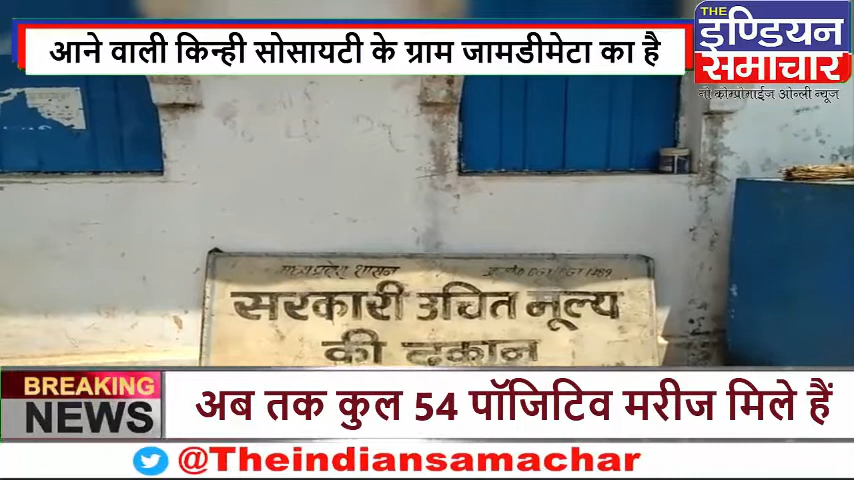 आने वाली किन्ही सोसायटी के ग्राम जामडीमेटा का है
THE
इण्डियन
समाचार
नो कोम्प्रोमाईज ओन्ली न्यूज
मध्यप्रदेश शासन
सरकारी उचित मूल्य
की दुकान
BREAKING
NEWS
अब तक कुल 54 पॉजिटिव मरीज मिले हैं
@Theindiansamachar